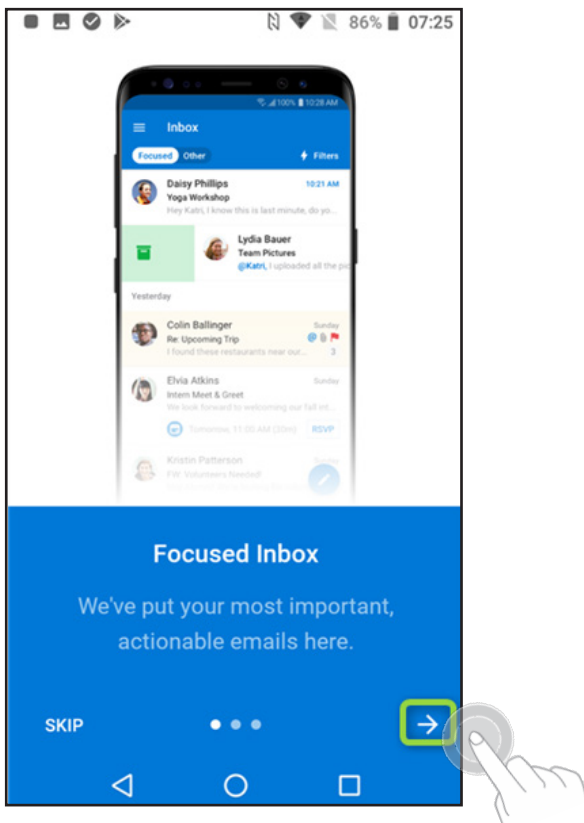 86% 07:25
100% 10:28 AM
Inbox
Focused Other Filters
Daisy Phillips 10:21 AM
Yoga Workshop
Hey Katri, I know this is last minute, do yo...
Lydia Bauer
Team Pictures
@Katri, I uploaded all the pic
Yesterday
Colin Ballinger Sunday
Re: Upcoming Trip
I found these restaurants near our... 3
Elvia Atkins Sunday
Intern Meet & Greet
We look forward to welcoming our fall int...
Tomorrow, 11:00 AM (30m) RSVP
Kristin Patterson Sunday
FW: Volunteers Needed!
Focused Inbox
We've put your most important,
actionable emails here.
SKIP